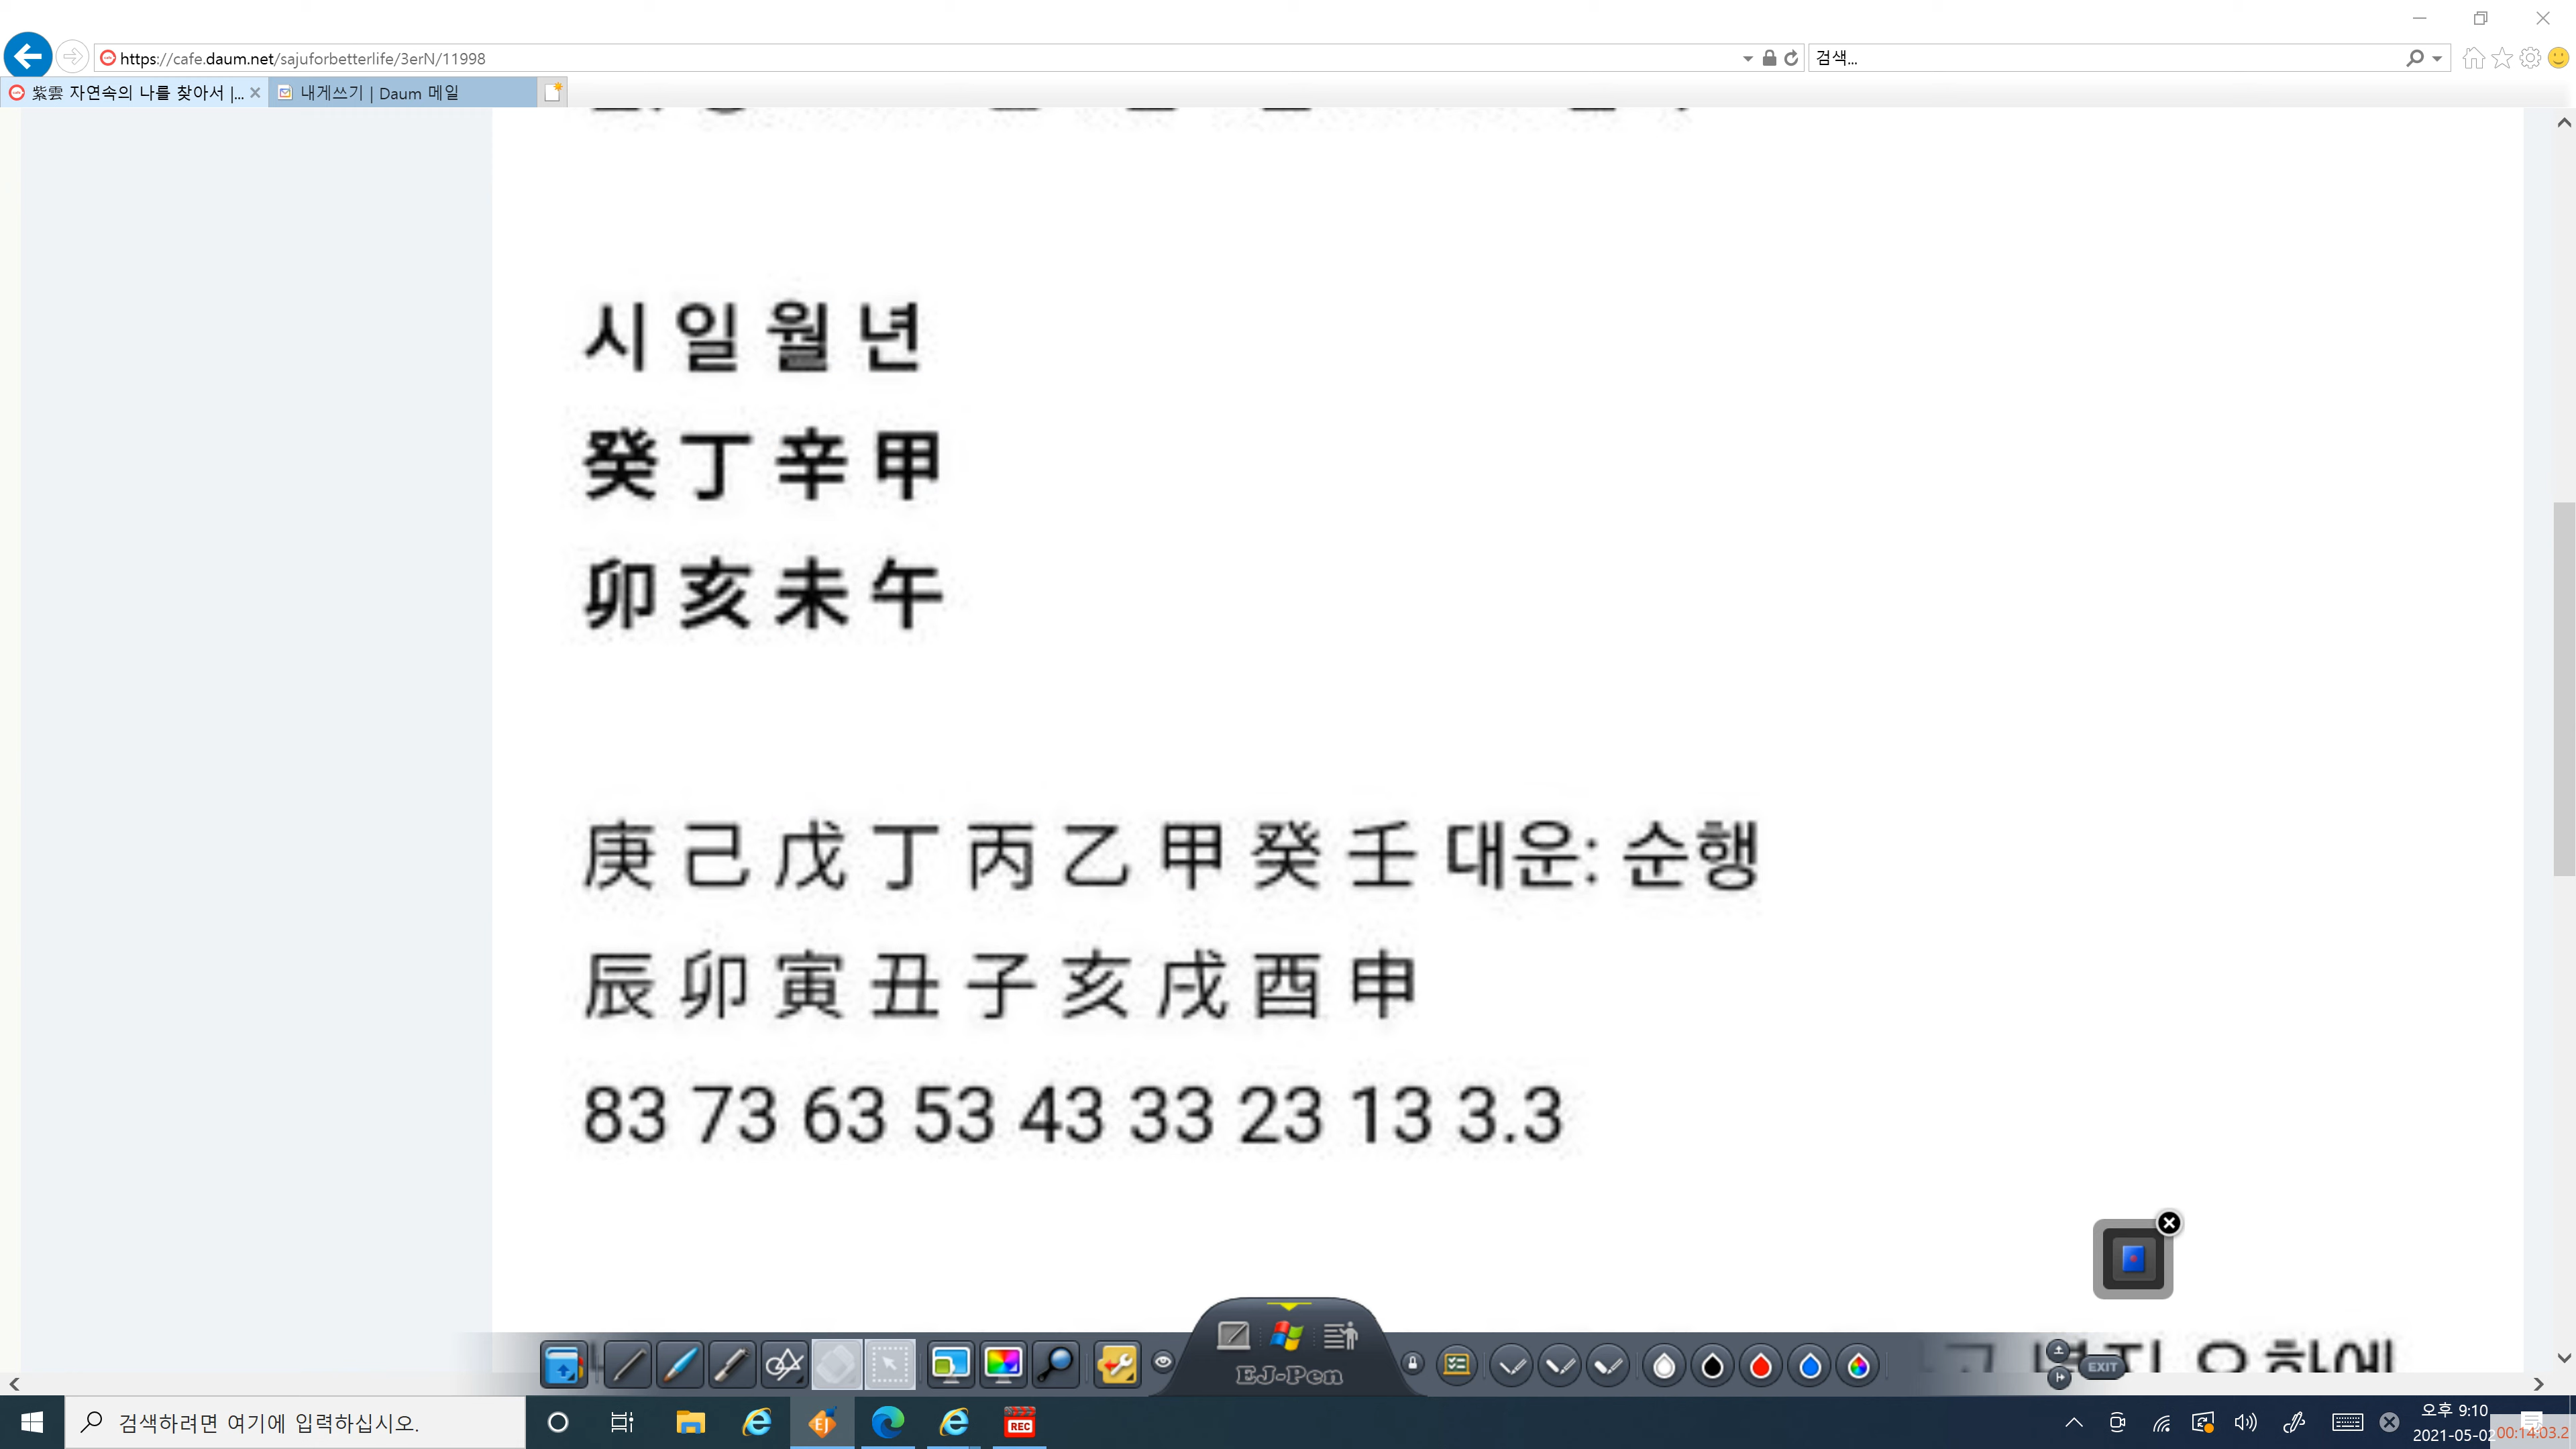 https://cafe.daum.net/sajuforbetterlife/3erN/11998
검색...
紫雲 자연속의 나를 찾아서 |...
내게쓰기 | Daum 메일
시 일 월 년
癸 丁 辛 甲
卯 亥 未 午
庚 己 戊 丁 丙 乙 甲 癸 壬 대운: 순행
辰 卯 寅 丑 子 亥 戌 酉 申
83 73 63 53 43 33 23 13 3.3
EJ-Pen
EXIT
검색하려면 여기에 입력하십시오.
EJ
REC
오후 9:10
2021-05-02
00:14:03.2